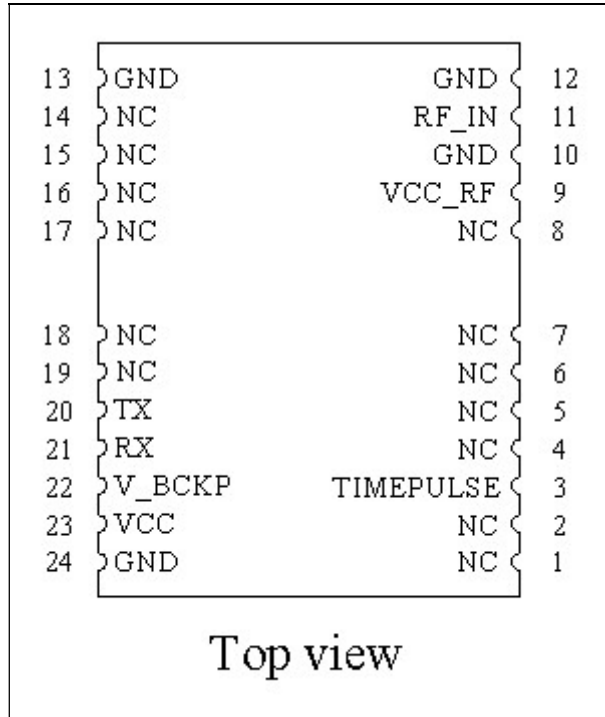 13 GND GND 12
14 NC RF_IN 11
15 NC GND 10
16 NC VCC_RF 9
17 NC NC 8
18 NC NC 7
19 NC NC 6
20 TX NC 5
21 RX NC 4
22 V_BCKP TIMEPULSE 3
23 VCC NC 2
24 GND NC 1
Top view